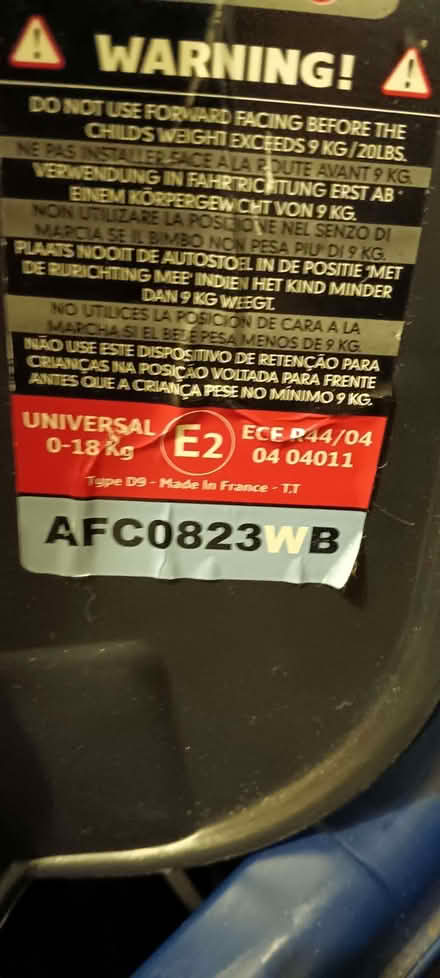 WARNING!
DO NOT USE FORWARD FACING BEFORE THE
CHILD'S WEIGHT EXCEEDS 9 KG/20LBS.
NE PAS INSTALLER FACE A LA ROUTE AVANT 9 KG.
VERWENDUNG IN FAHRTRICHTUNG ERST AB
EINEM KÖRPERGEWICHT VON 9 KG.
NON UTILIZARE LA POSICIONE NEL SENZO DI
MARCIA SE IL BIMBO NON PESA PIU' DI 9 KG.
PLAATS NOOIT DE AUTOSTOEL IN DE POSITIE 'MET
DE RIJRICHTING MEE' INDIEN HET KIND MINDER
DAN 9 KG WEEGT.
NO UTILICES LA POSICION DE CARA A LA
MARCHA SI EL BEBE PESA MENOS DE 9 KG.
NÃO USE ESTE DISPOSITIVO DE RETENÇÃO PARA
CRIANÇAS NA POSIÇÃO VOLTADA PARA FRENTE
ANTES QUE A CRIANÇA PESE NO MÍNIMO 9 KG.
UNIVERSAL E2 ECE R44/04
0-18 Kg 04 04011
Type D9 - Made in France - T.T
AFC0823WB